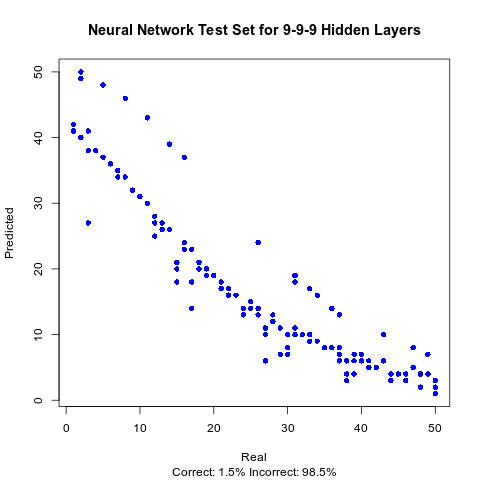 Neural Network Test Set for 9-9-9 Hidden Layers
Predicted
50
40
30
20
10
0
0 10 20 30 40 50
Real
Correct: 1.5% Incorrect: 98.5%